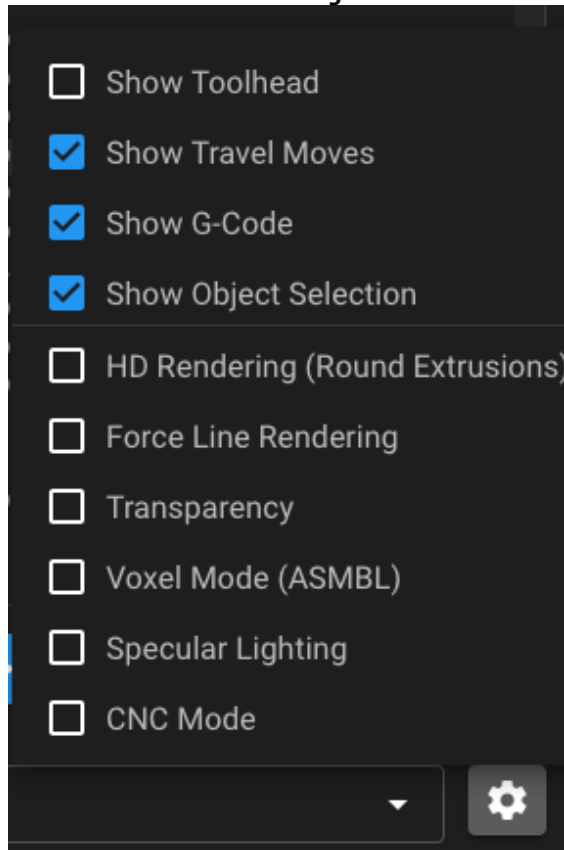 Show Toolhead
Show Travel Moves
Show G-Code
Show Object Selection
HD Rendering (Round Extrusions)
Force Line Rendering
Transparency
Voxel Mode (ASMBL)
Specular Lighting
CNC Mode